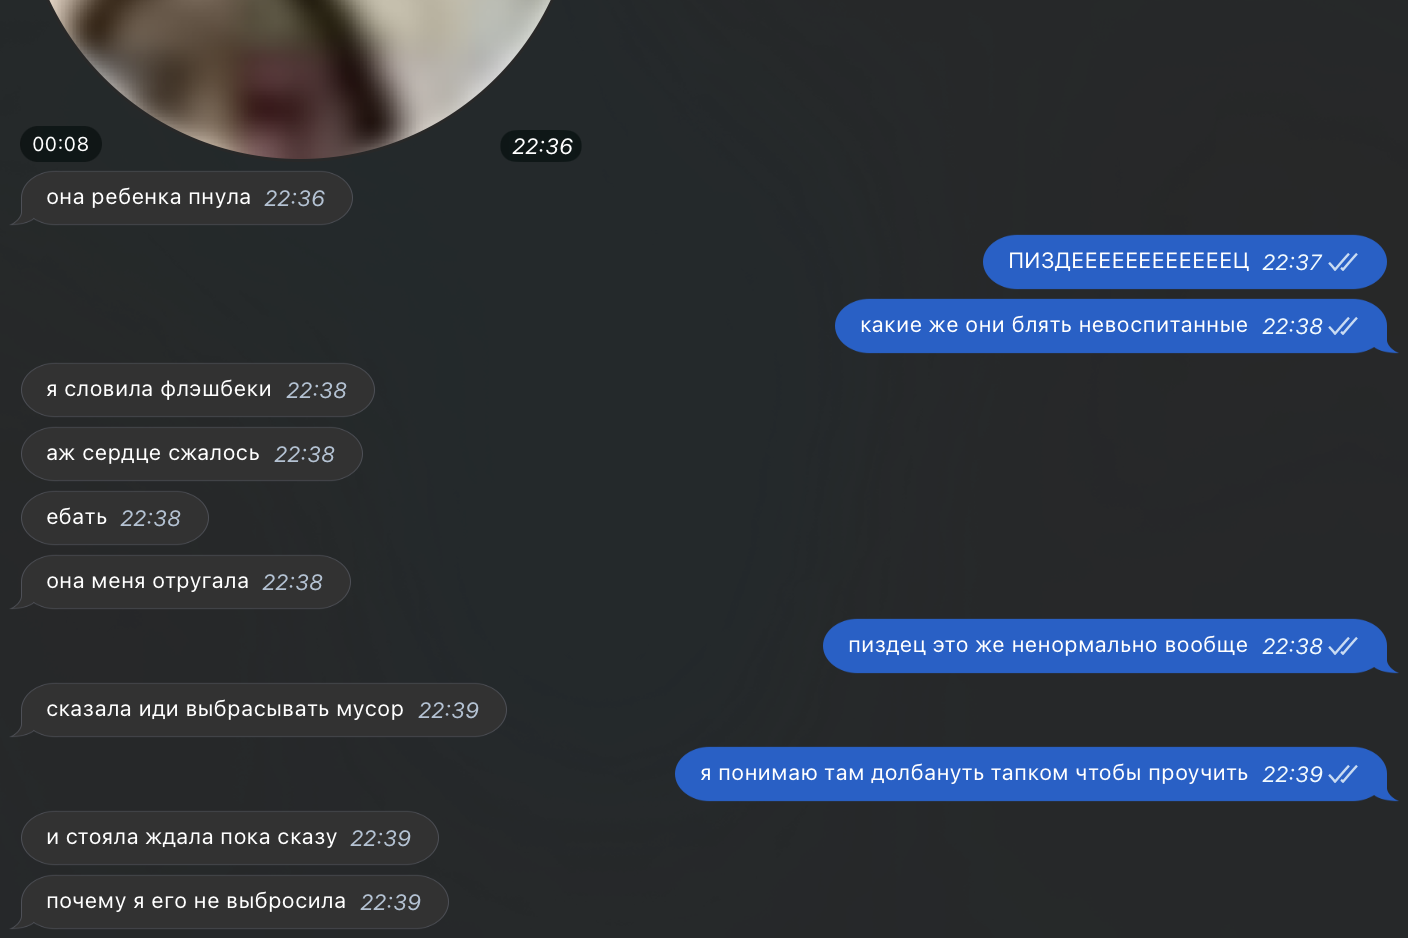 00:08
22:36
она ребенка пнула 22:36
ПИЗДЕЕЕЕЕЕЕЕЕЕЕЕЕЦ 22:37
какие же они блять невоспитанные 22:38
я словила флэшбеки 22:38
аж сердце сжалось 22:38
ебать 22:38
она меня отругала 22:38
пиздец это же ненормально вообще 22:38
сказала иди выбрасывать мусор 22:39
я понимаю там долбануть тапком чтобы проучить 22:39
и стояла ждала пока сказу 22:39
почему я его не выбросила 22:39